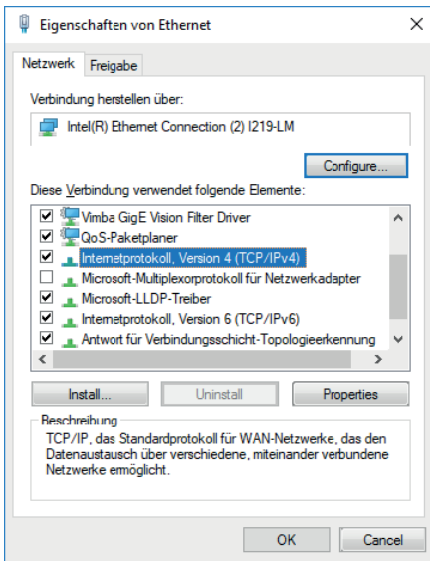 Eigenschaften von Ethernet
Netzwerk
Freigabe
Verbindung herstellen über:
Intel(R) Ethernet Connection (2) I219-LM
Configure...
Diese Verbindung verwendet folgende Elemente:
Vimba GigE Vision Filter Driver
QoS-Paketplaner
Internetprotokoll, Version 4 (TCP/IPv4)
Microsoft-Multiplexorprotokoll für Netzwerkadapter
Microsoft-LLDP-Treiber
Internetprotokoll, Version 6 (TCP/IPv6)
Antwort für Verbindungsschicht-Topologieerkennung
Install...
Uninstall
Properties
Beschreibung
TCP/IP, das Standardprotokoll für WAN-Netzwerke, das den
Datenaustausch über verschiedene, miteinander verbundene
Netzwerke ermöglicht.
OK
Cancel